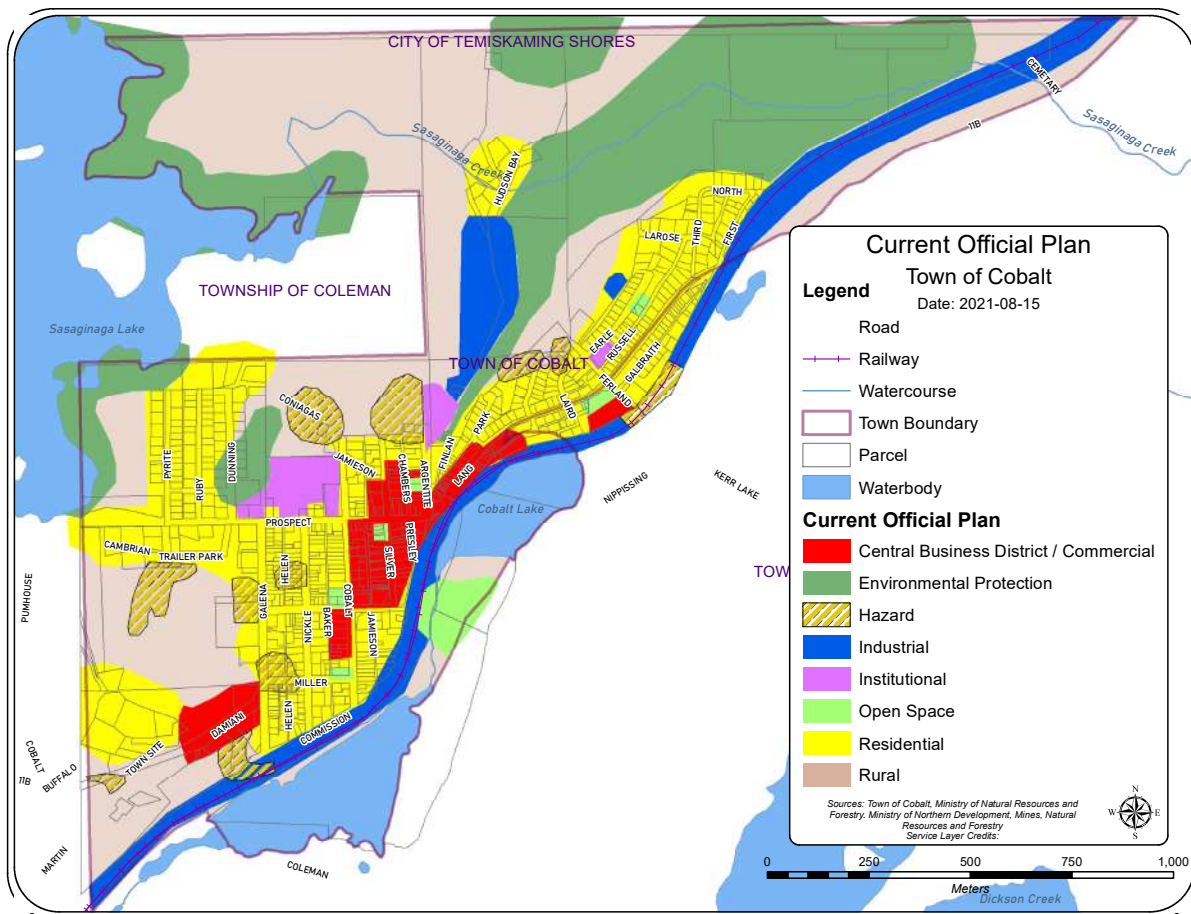 CITY OF TEMISKAMING SHORES
CEMETARY
Sasaginaga Creek
11B
Sasaginaga Creek
HUDSON BAY
NORTH
LAROSE
THIRD
FIRST
TOWNSHIP OF COLEMAN
Sasaginaga Lake
EARLE
RUSSELL
GALBRAITH
TOWN OF COBALT
FERLAND
LAIRD
PARK
CONIAGAS
FINLAN
LANG
JAMIESON
CHAMBERS
ARGENTITE
PYRITE
RUBY
DUNNING
NIPPISSING
KERR LAKE
Cobalt Lake
PROSPECT
PRESLEY
SILVER
CAMBRIAN
TRAILER PARK
HELEN
GALENA
COBALT
BAKER
NICKLE
JAMIESON
PUMHOUSE
TOW
MILLER
HELEN
DAMIANI
COMMISSION
TOWN SITE
BUFFALO
COBALT
11B
MARTIN
COLEMAN
Dickson Creek
Current Official Plan
Town of Cobalt
Legend
Date: 2021-08-15
Road
Railway
Watercourse
Town Boundary
Parcel
Waterbody
Current Official Plan
Central Business District / Commercial
Environmental Protection
Hazard
Industrial
Institutional
Open Space
Residential
Rural
Sources: Town of Cobalt, Ministry of Natural Resources and
Forestry. Ministry of Northern Development, Mines, Natural
Resources and Forestry
Service Layer Credits:
N
W E
S
0 250 500 750 1,000
Meters